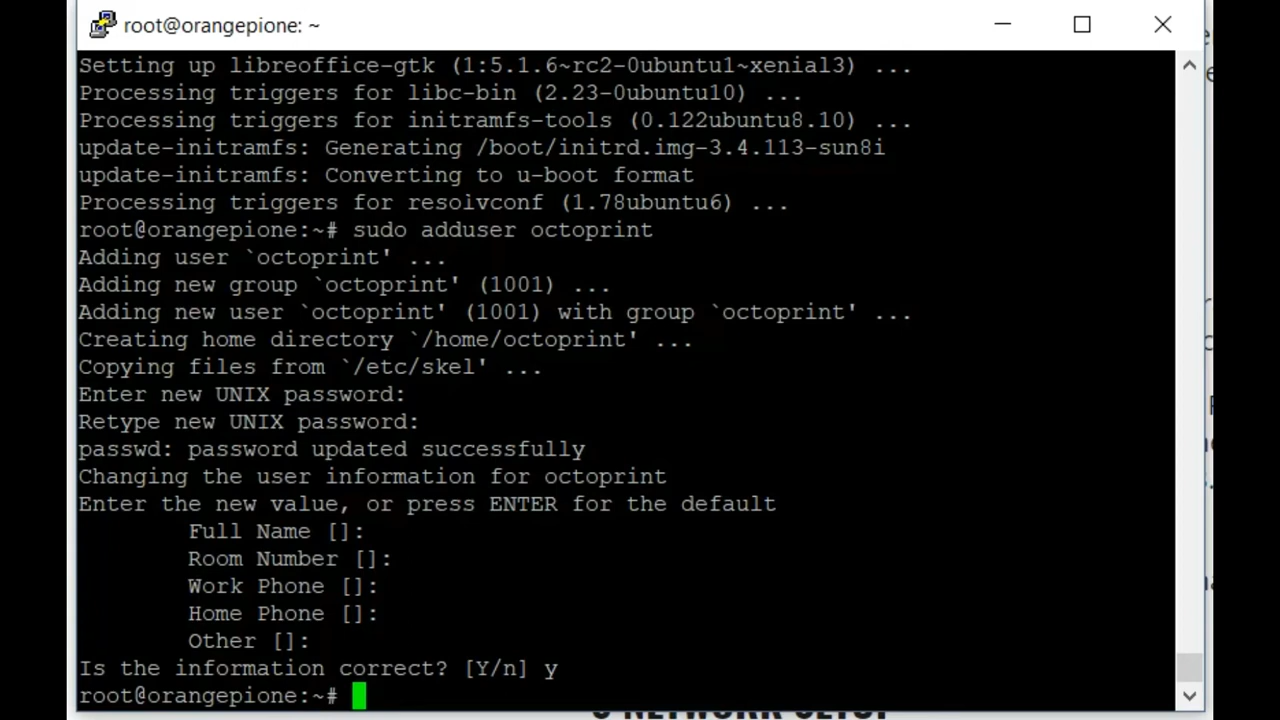 root@orangepione: ~
Setting up libreoffice-gtk (1:5.1.6~rc2-0ubuntu1~xenial3) ...
Processing triggers for libc-bin (2.23-0ubuntu10) ...
Processing triggers for initramfs-tools (0.122ubuntu8.10) ...
update-initramfs: Generating /boot/initrd.img-3.4.113-sun8i
update-initramfs: Converting to u-boot format
Processing triggers for resolvconf (1.78ubuntu6) ...
root@orangepione:~# sudo adduser octoprint
Adding user `octoprint' ...
Adding new group `octoprint' (1001) ...
Adding new user `octoprint' (1001) with group `octoprint' ...
Creating home directory `/home/octoprint' ...
Copying files from `/etc/skel' ...
Enter new UNIX password:
Retype new UNIX password:
passwd: password updated successfully
Changing the user information for octoprint
Enter the new value, or press ENTER for the default
Full Name []:
Room Number []:
Work Phone []:
Home Phone []:
Other []:
Is the information correct? [Y/n] y
root@orangepione:~#